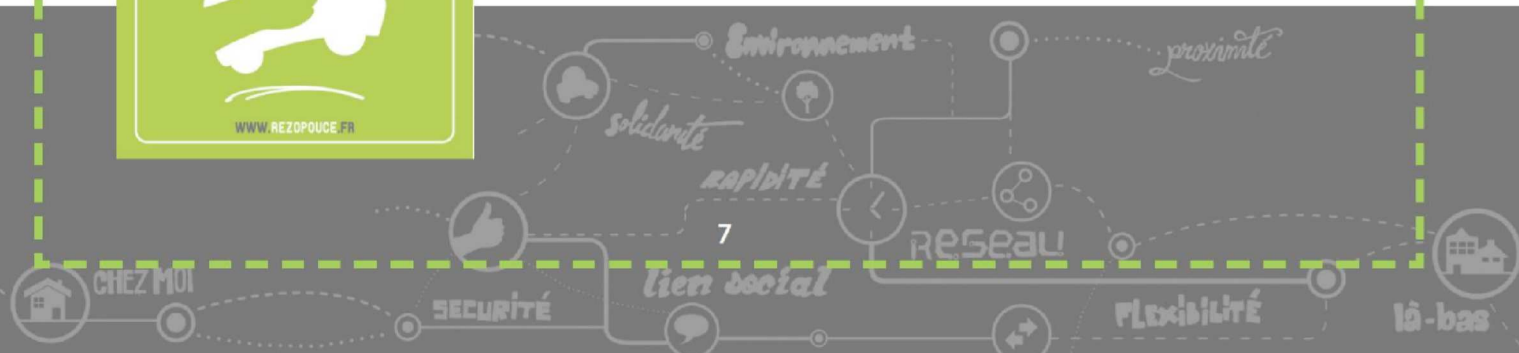 Environnement
proximité
WWW.REZOPOUCE.FR
solidarité
RAPIDITÉ
7
RESEAU
CHEZ MOI
lien social
SECURITÉ
FLEXIBILITÉ
là-bas